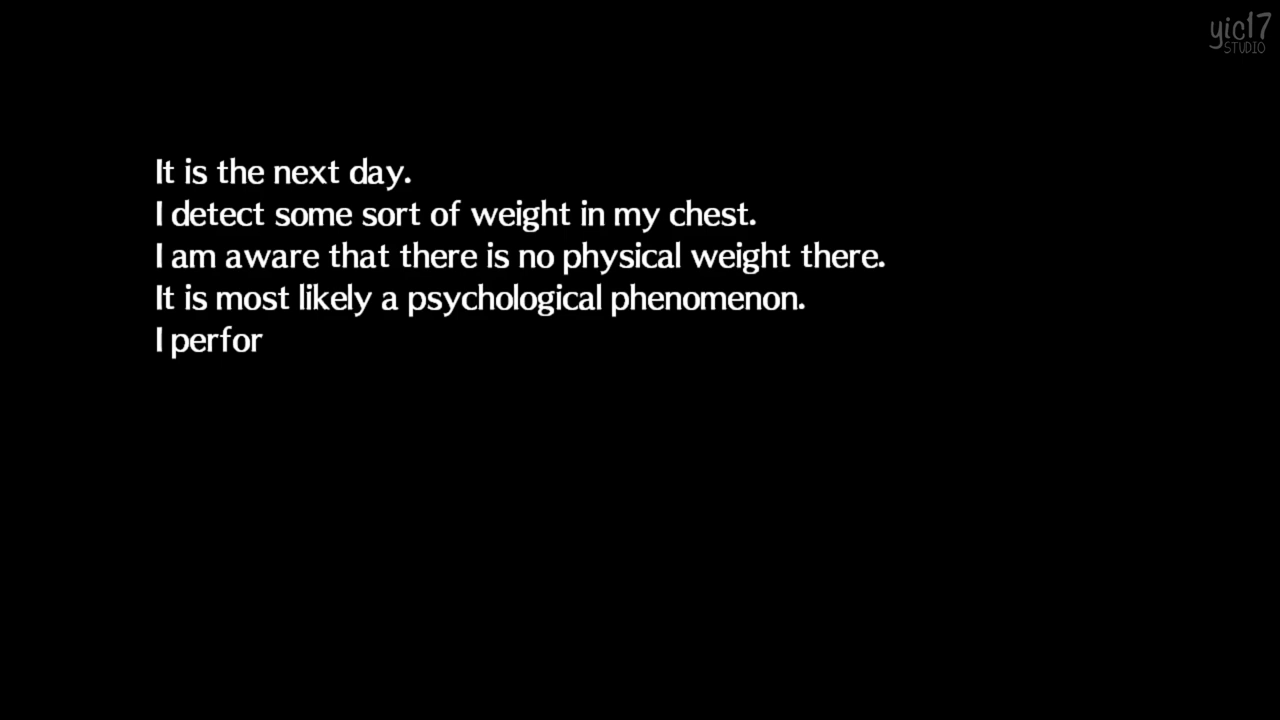 yic17
STUDIO
It is the next day.
I detect some sort of weight in my chest.
I am aware that there is no physical weight there.
It is most likely a psychological phenomenon.
I perfor